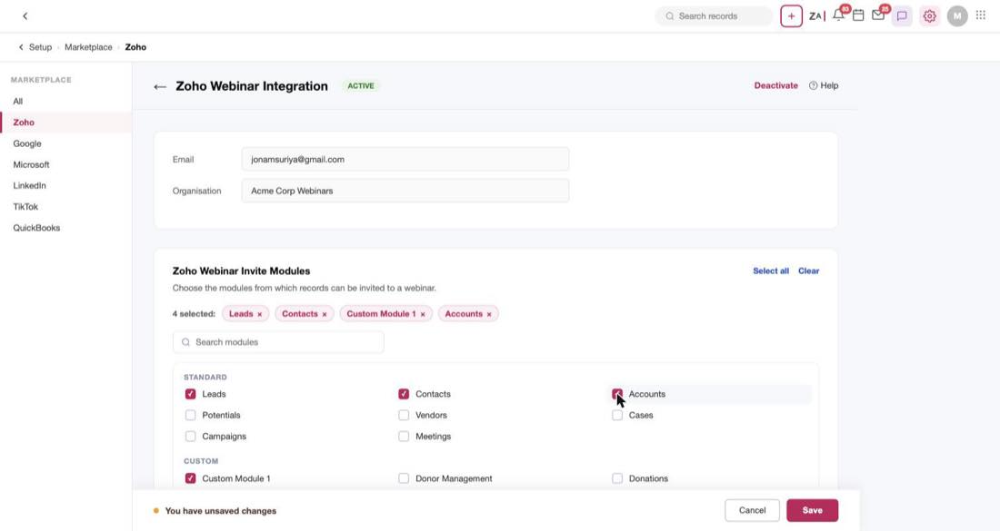 Search records
+
ZA
83
25
M
Setup
Marketplace
Zoho
MARKETPLACE
All
Zoho
Google
Microsoft
LinkedIn
TikTok
QuickBooks
← Zoho Webinar Integration
ACTIVE
Deactivate
? Help
Email
jonamsuriya@gmail.com
Organisation
Acme Corp Webinars
Zoho Webinar Invite Modules
Select all Clear
Choose the modules from which records can be invited to a webinar.
4 selected: Leads × Contacts × Custom Module 1 × Accounts ×
Search modules
STANDARD
Leads Contacts Accounts
Potentials Vendors Cases
Campaigns Meetings
CUSTOM
Custom Module 1 Donor Management Donations
You have unsaved changes
Cancel Save